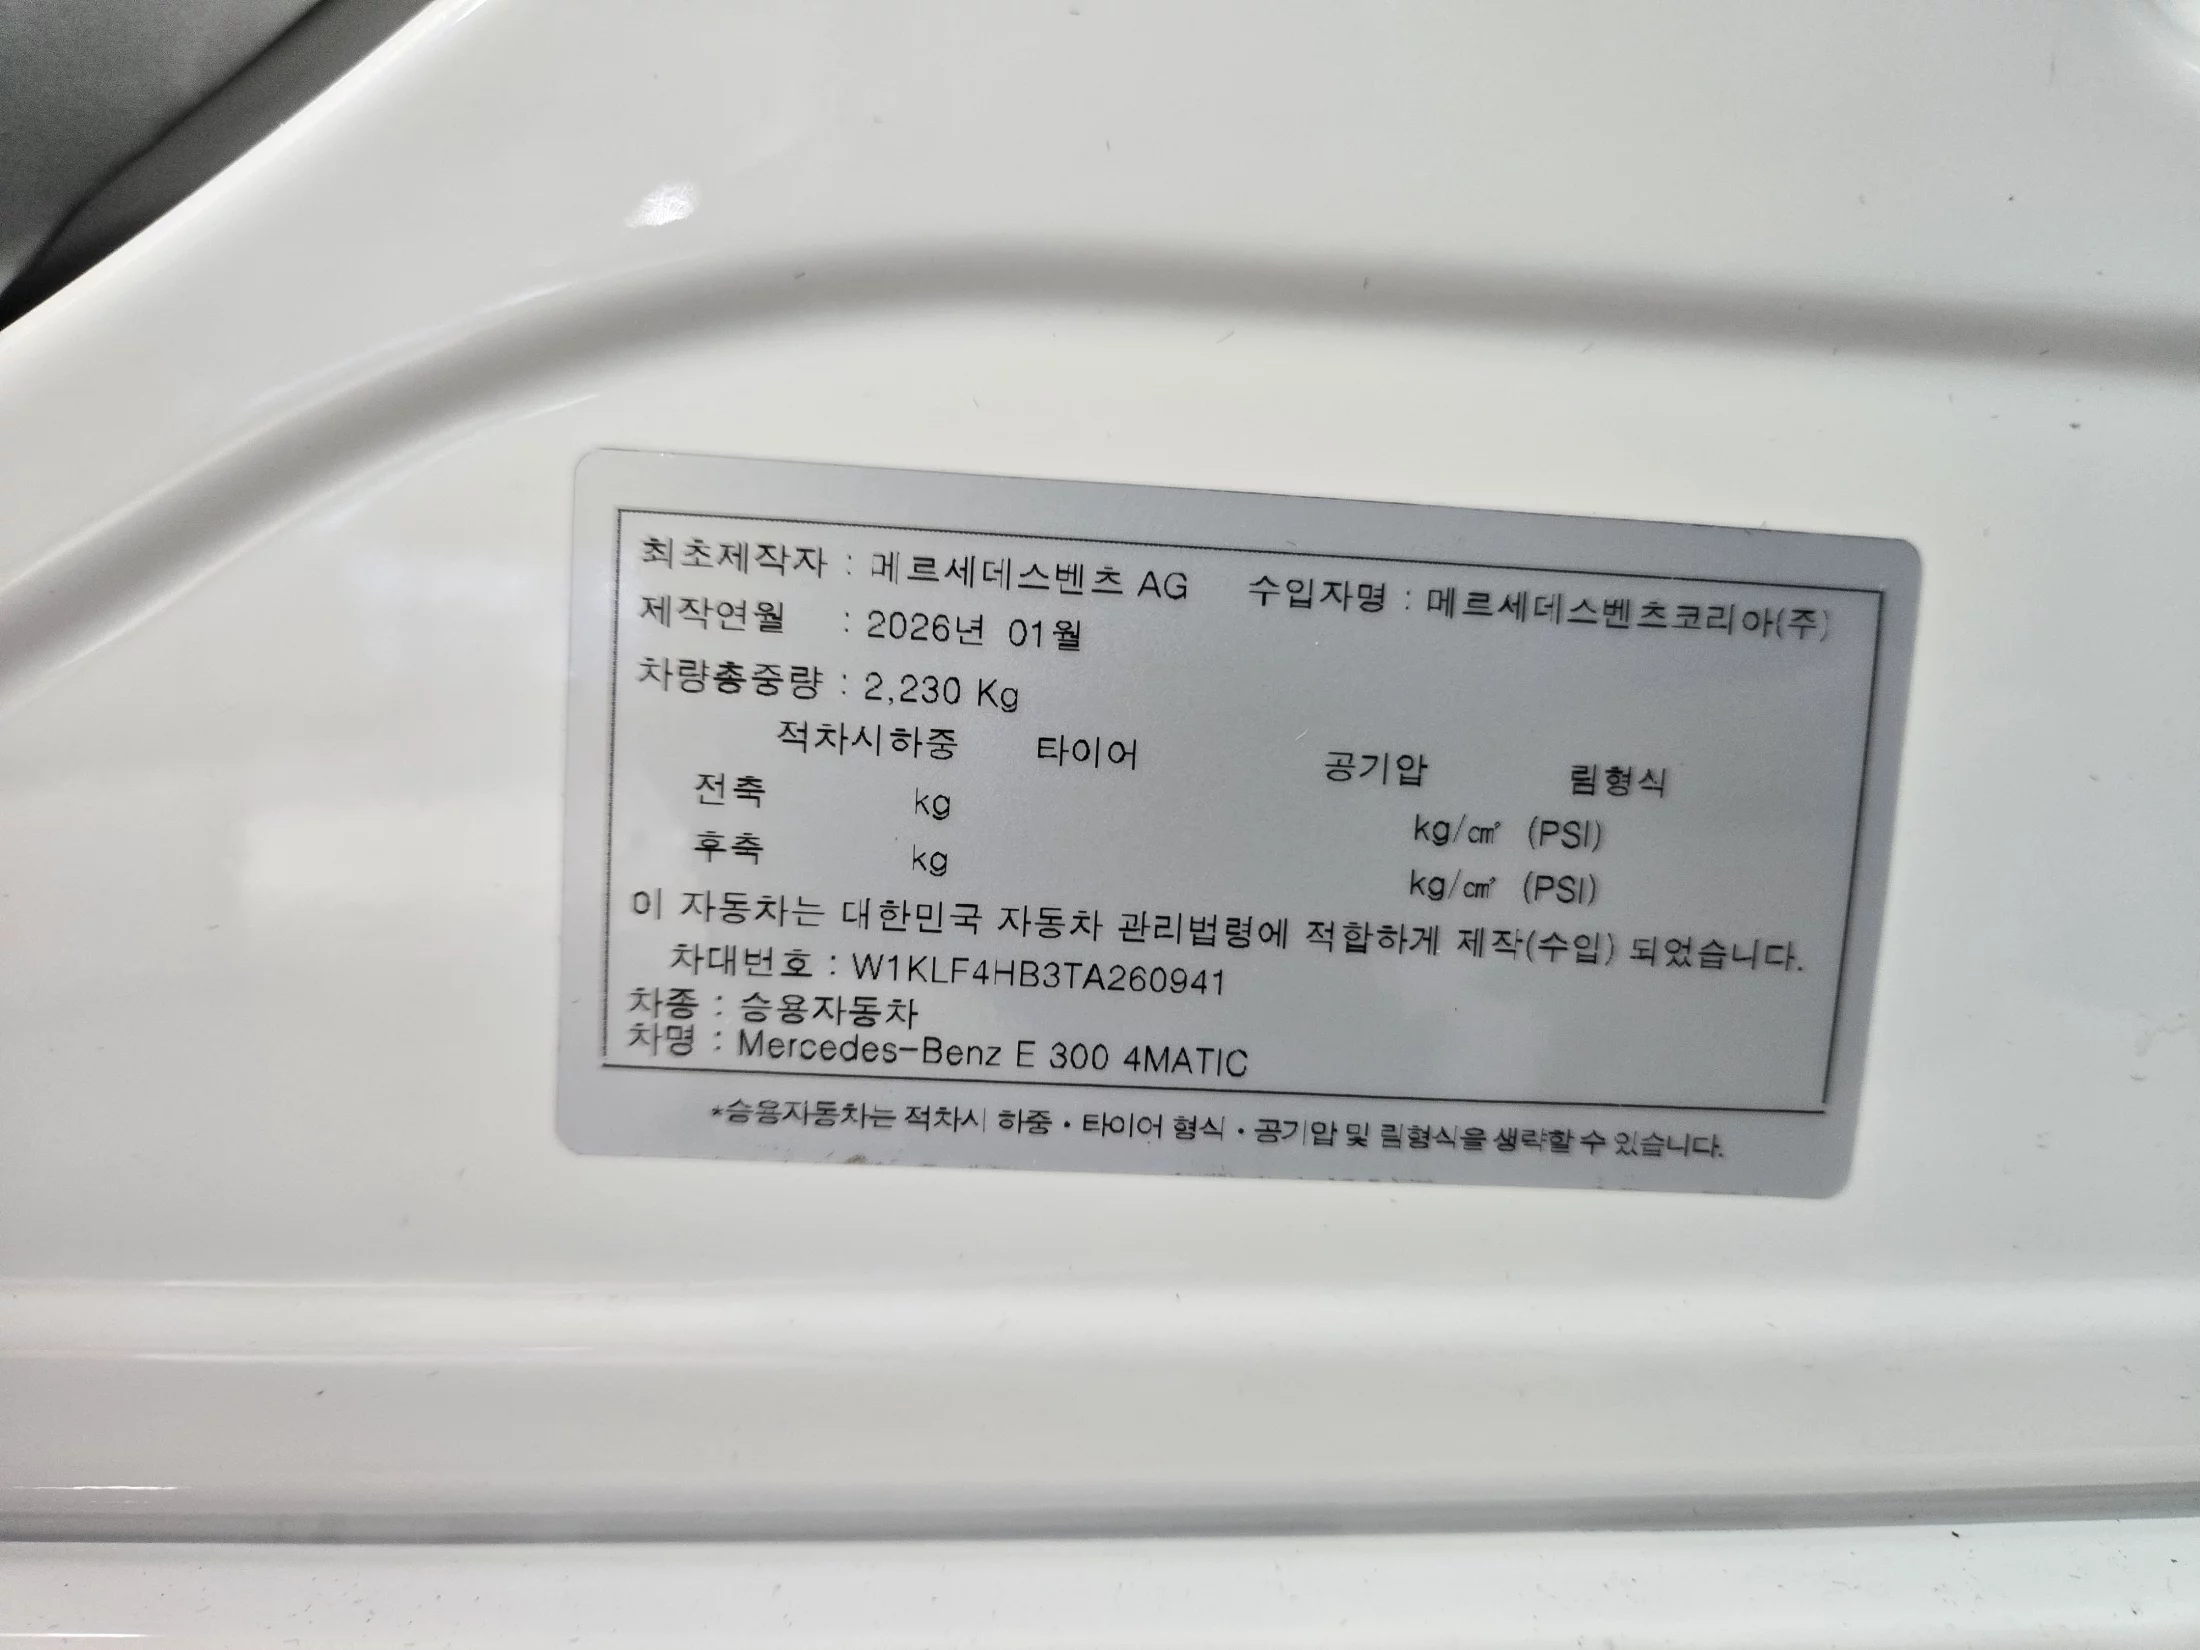 최초제작자 : 메르세데스벤츠 AG 수입자명 : 메르세데스벤츠코리아(주)
제작연월 : 2026년 01월
차량총중량 : 2,230 Kg
적차시하중 타이어 공기압 림형식
전축 kg kg/㎠ (PSI)
후축 kg kg/㎠ (PSI)
이 자동차는 대한민국 자동차 관리법령에 적합하게 제작(수입) 되었습니다.
차대번호 : W1KLF4HB3TA260941
차종 : 승용자동차
차명 : Mercedes-Benz E 300 4MATIC
*승용자동차는 적차시 하중・타이어 형식・공기압 및 림형식을 생략할 수 있습니다.